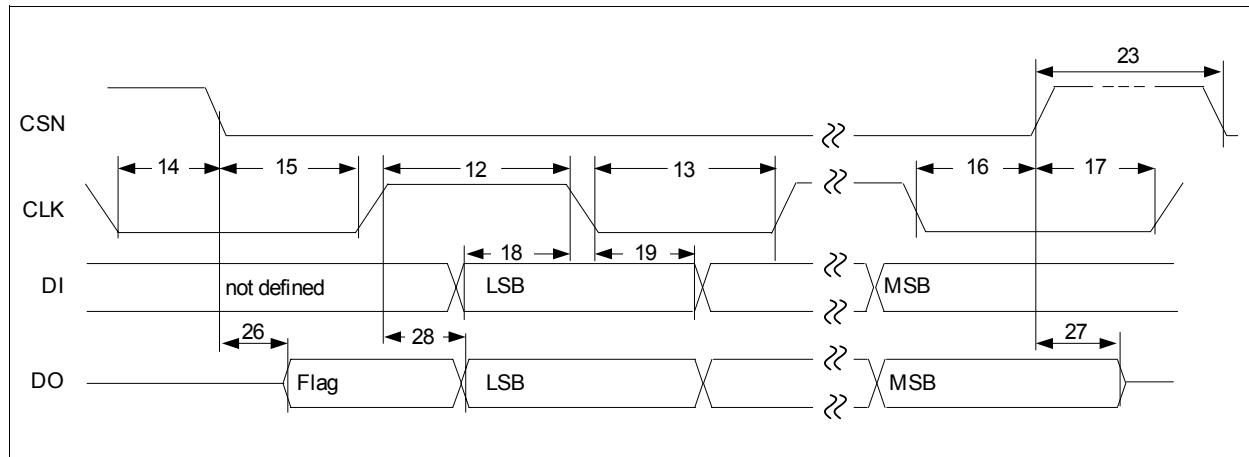 23
CSN
14 15 12 13 16 17
CLK
18 19
DI not defined LSB MSB
26 28 27
DO Flag LSB MSB